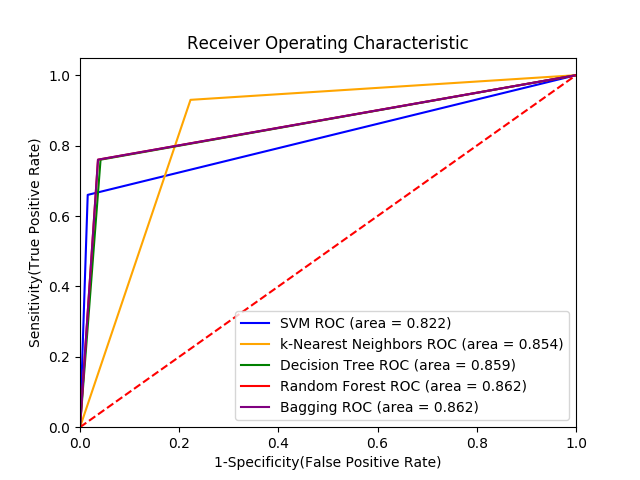 Receiver Operating Characteristic
Sensitivity(True Positive Rate)
1.0
0.8
0.6
0.4
0.2
0.0
SVM ROC (area = 0.822)
k-Nearest Neighbors ROC (area = 0.854)
Decision Tree ROC (area = 0.859)
Random Forest ROC (area = 0.862)
Bagging ROC (area = 0.862)
0.0 0.2 0.4 0.6 0.8 1.0
1-Specificity(False Positive Rate)